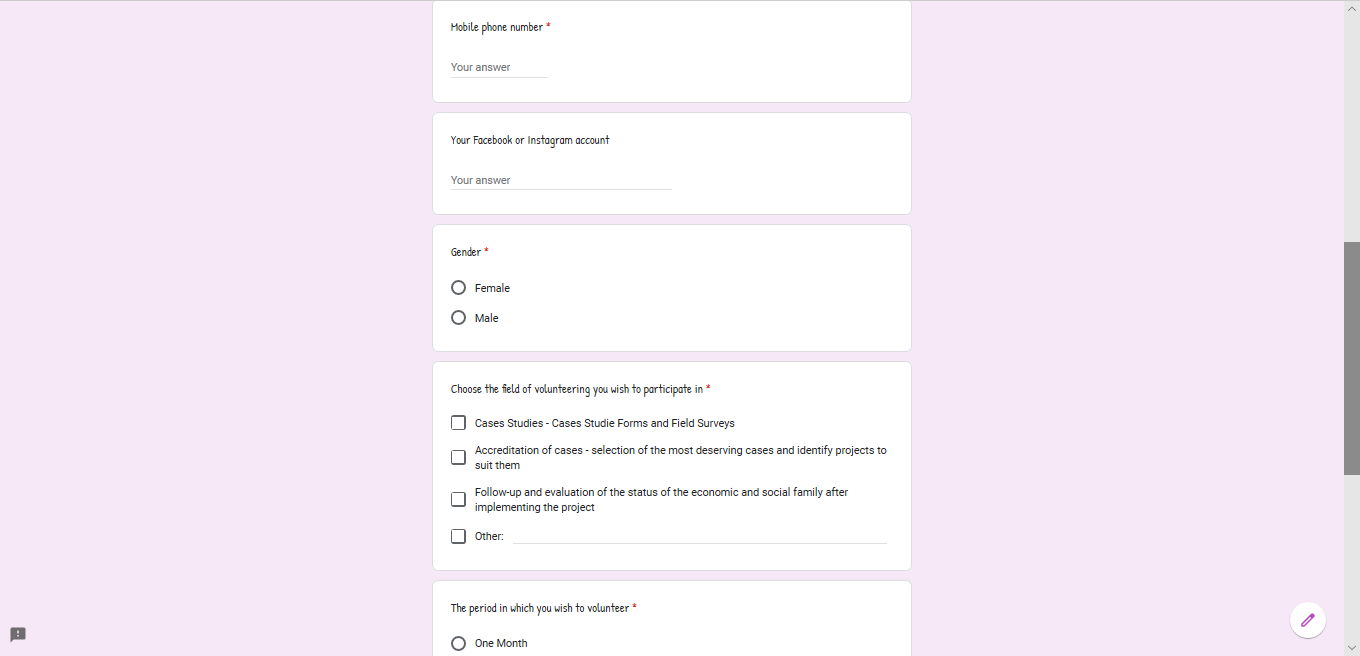 Mobile phone number *
Your answer
Your Facebook or Instagram account
Your answer
Gender *
Female
Male
Choose the field of volunteering you wish to participate in *
Cases Studies - Cases Studie Forms and Field Surveys
Accreditation of cases - selection of the most deserving cases and identify projects to
suit them
Follow-up and evaluation of the status of the economic and social family after
implementing the project
Other:
The period in which you wish to volunteer *
One Month